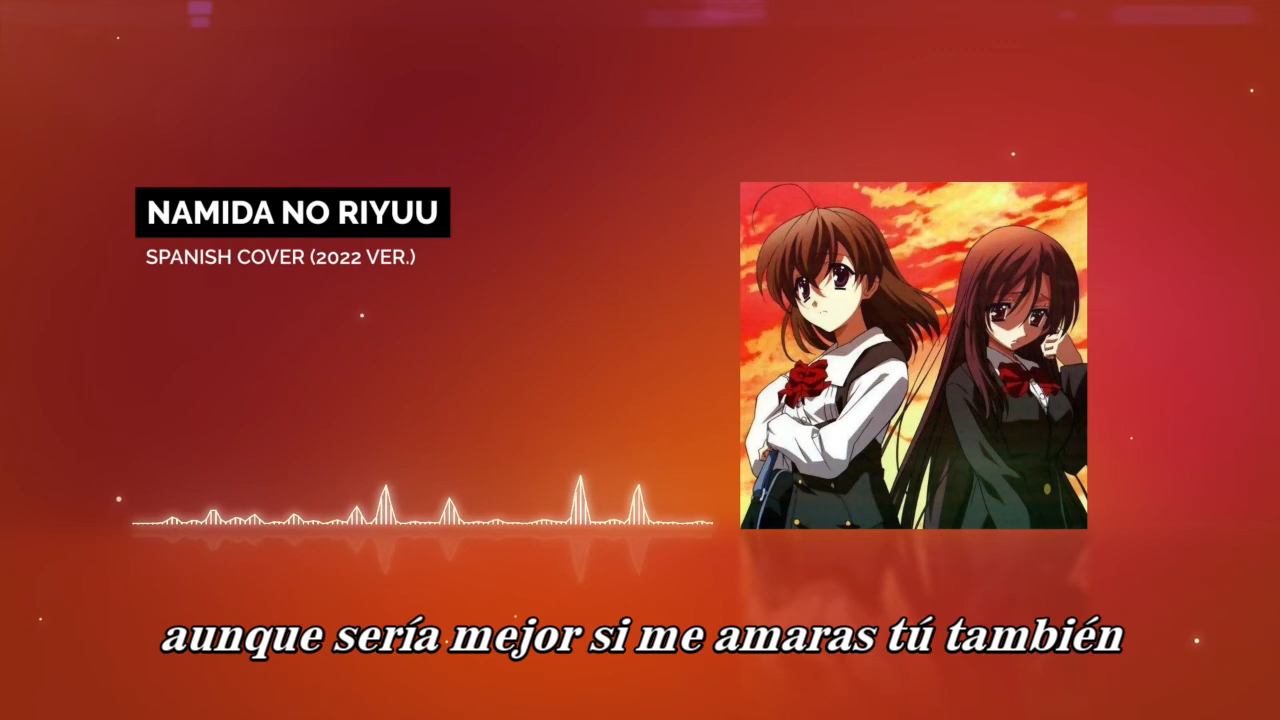 NAMIDA NO RIYUU
SPANISH COVER (2022 VER.)
aunque sería mejor si me amaras tú también